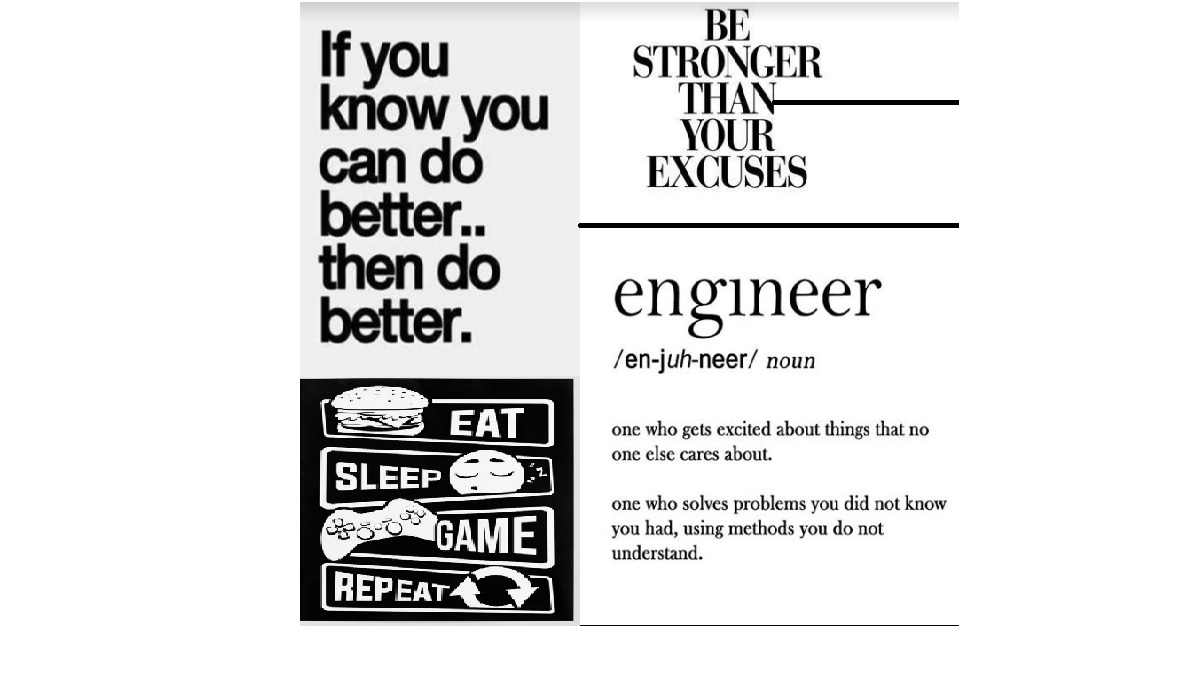 If you
know you
can do
better..
then do
better.
BE
STRONGER
THAN
YOUR
EXCUSES
EAT
SLEEP
zz
GAME
REPEAT
engıneer
/en-juh-neer/ noun
one who gets excited about things that no
one else cares about.
one who solves problems you did not know
you had, using methods you do not
understand.